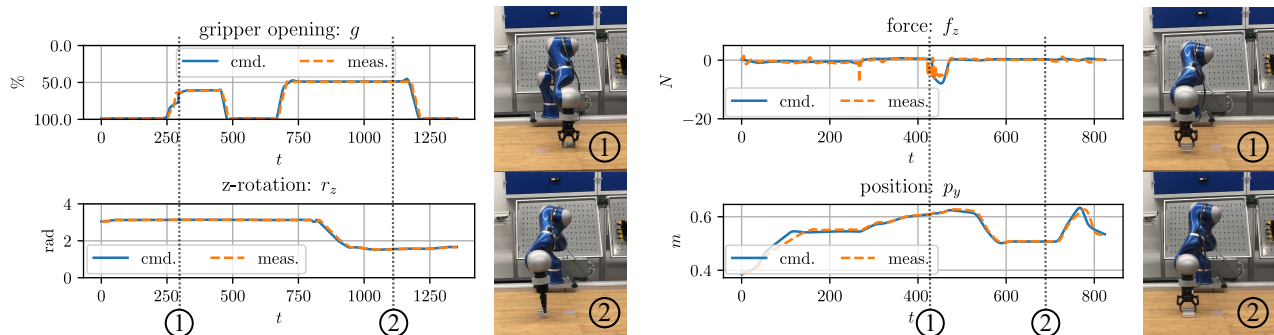 gripper opening: g
0.0
%
50.0
100.0
cmd. meas.
0 250 500 750 1000 1250
t
z-rotation: r_z
4
rad
2
0
cmd. meas.
0 250 500 750 1000 1250
t
① ②
①
②
force: f_z
0
N
−20
cmd. meas.
0 200 400 600 800
t
position: p_y
0.6
m
0.4
cmd. meas.
0 200 400 600 800
t
① ②
①
②